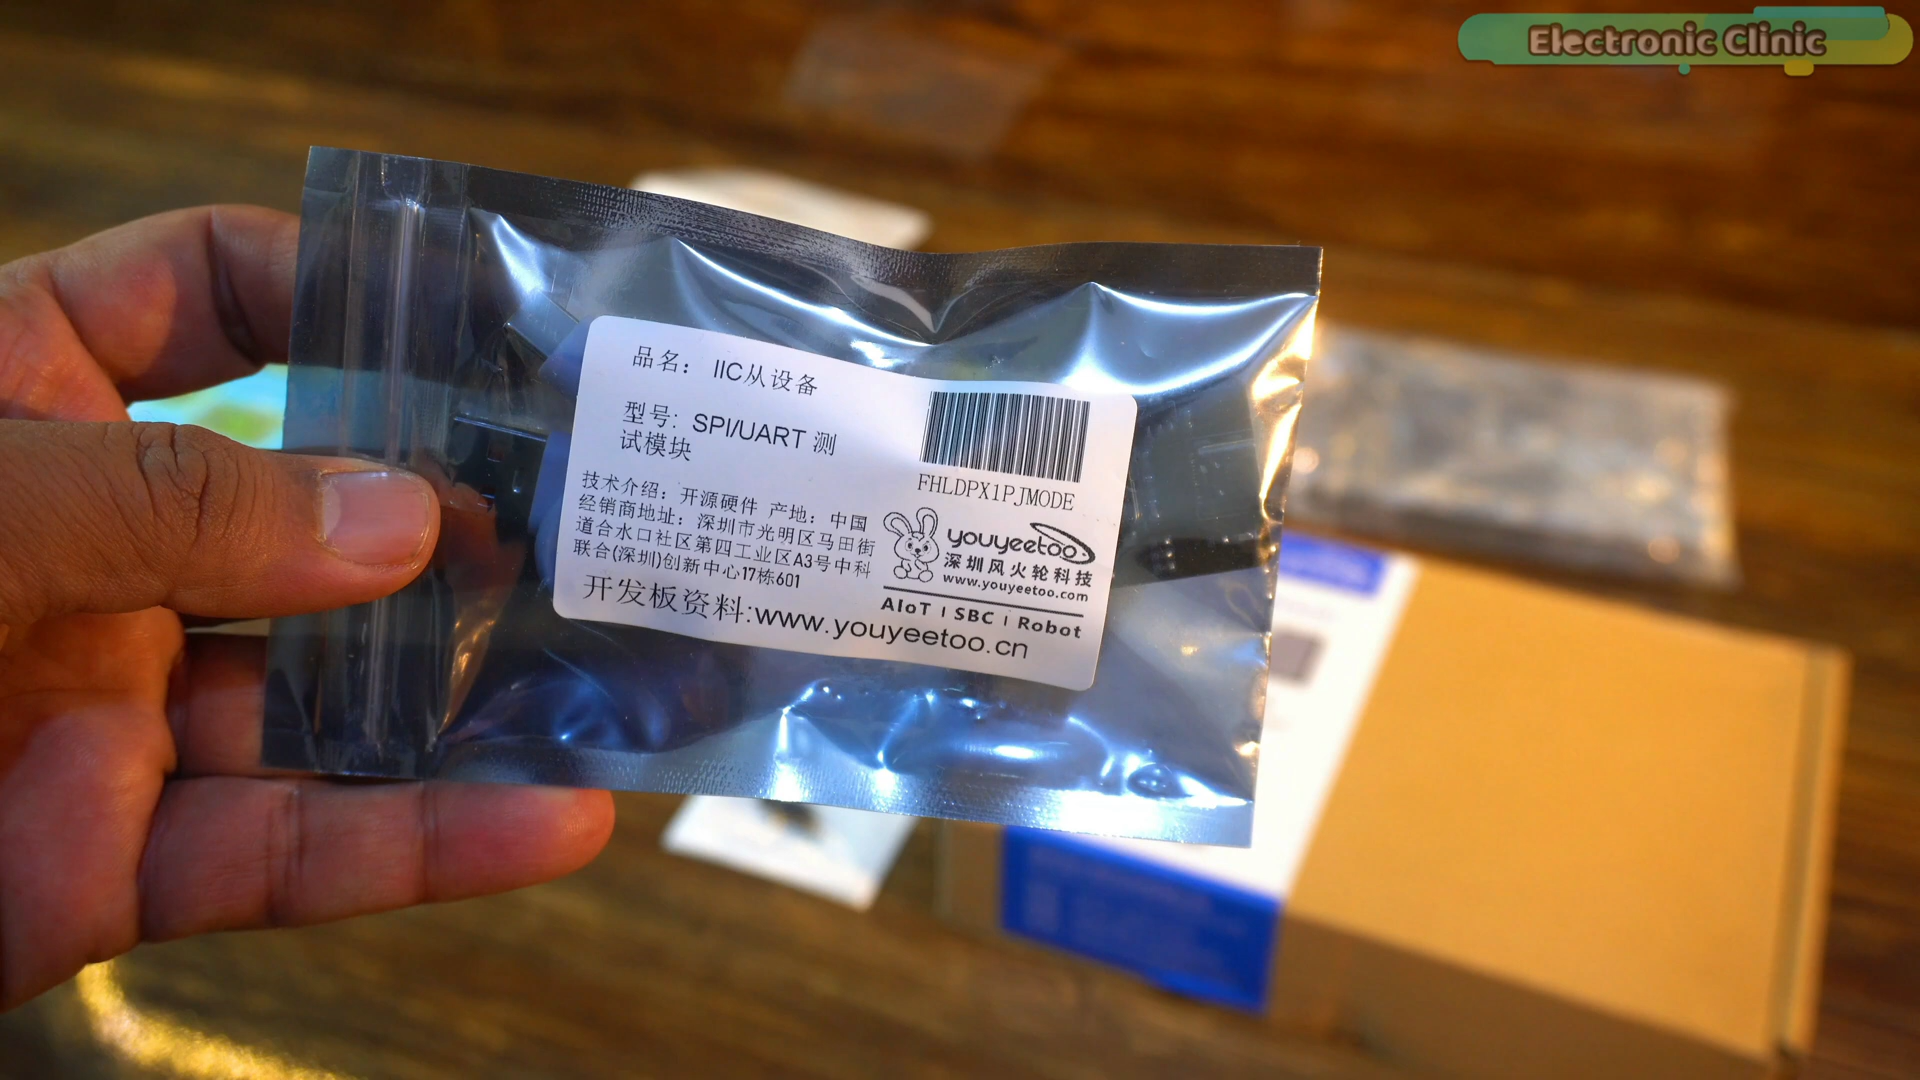 Electronic Clinic
品名： IIC从设备
型号: SPI/UART 测
试模块
FHLDPX1PJMODE
技术介绍：开源硬件 产地：中国
经销商地址：深圳市光明区马田街
道合水口社区第四工业区A3号中科
联合(深圳)创新中心17栋601
youyeetoo
深圳风火轮科技
www.youyeetoo.com
AIoT | SBC | Robot
开发板资料:www.youyeetoo.cn